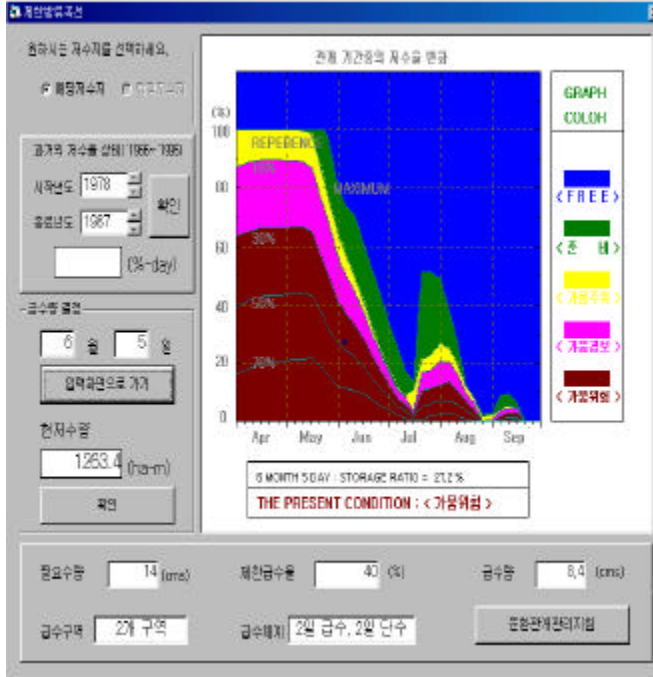 제한방류곡선
원하시는 저수지를 선택하세요.
해당저수지
과거의 저수율 상태(1966~1996)
시작년도 1978
종료년도 1987
확인
(%-day)
급수량 결정
6 월 5 일
입력화면으로 가기
현저수량
1263.4 (ha-m)
확인
전체 기간중의 저수율 변화
(%)
100
80
60
40
20
0
REFERENCE
MAXIMUM
30%
50%
70%
Apr May Jun Jul Aug Sep
GRAPH
COLOR
< F R E E >
< 준 비 >
< 가뭄주의 >
< 가뭄경보 >
< 가뭄위험 >
6 MONTH 5 DAY : STORAGE RATIO = 27.2 %
THE PRESENT CONDITION : < 가뭄위험 >
필요수량 14 (cms)
제한급수율 40 (%)
급수량 8.4 (cms)
급수구역 2개 구역
급수체계 2일 급수, 2일 단수